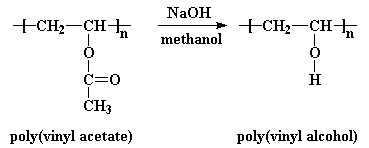 CH2 CH n NaOH CH2 CH n
methanol
O O
C=O H
CH3
poly(vinyl acetate) poly(vinyl alcohol)